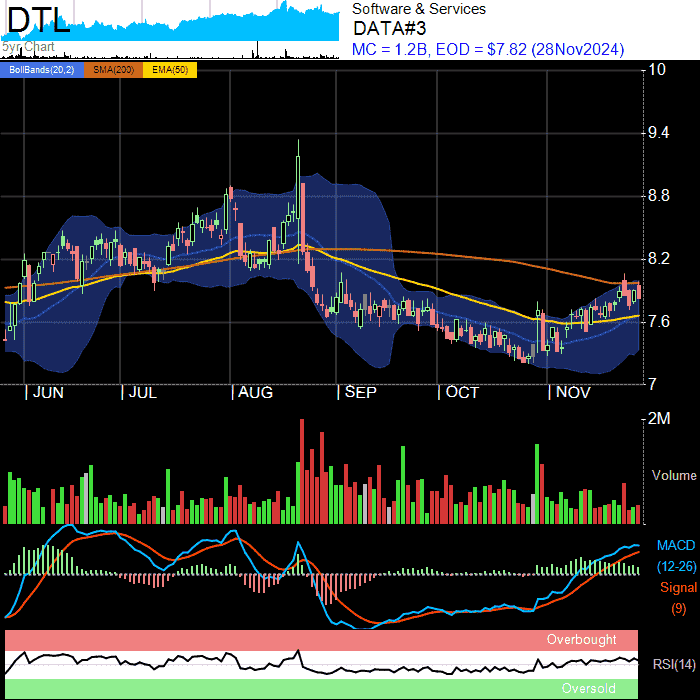 DTL
5yr Chart
Software & Services
DATA#3
MC = 1.2B, EOD = $7.82 (28Nov2024)
BollBands(20,2) SMA(200) EMA(50)
10
9.4
8.8
8.2
7.6
7
JUN JUL AUG SEP OCT NOV
2M
Volume
MACD
(12-26)
Signal
(9)
Overbought
RSI(14)
Oversold